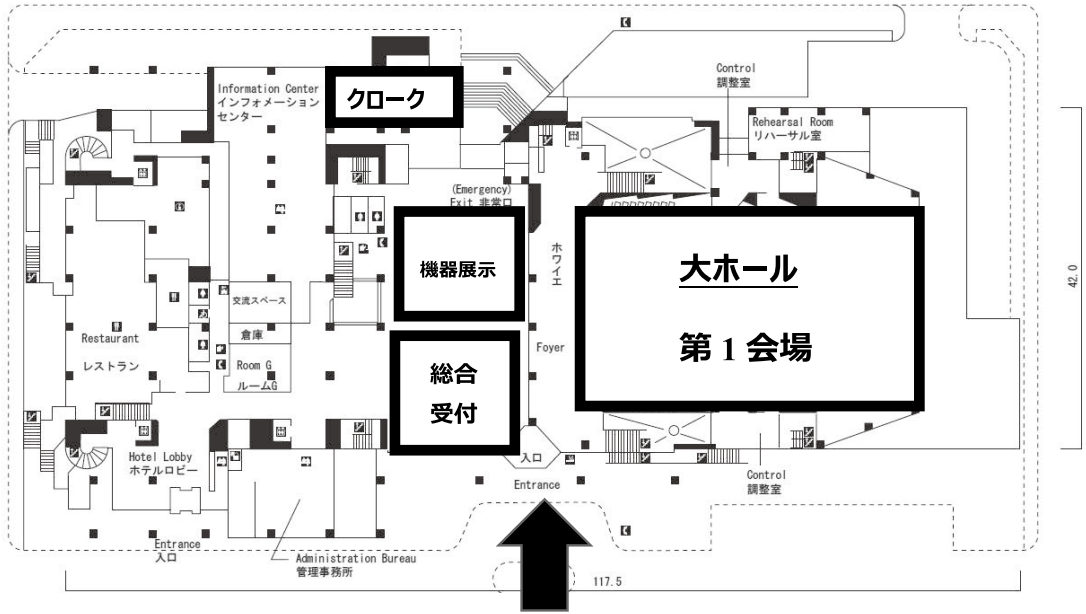 Information Center
インフォメーション
センター
クローク
Control
調整室
Rehearsal Room
リハーサル室
(Emergency)
Exit 非常口
機器展示
ホワイエ
大ホール
第 1 会場
42.0
交流スペース
倉庫
Restaurant
レストラン
Room G
ルームG
総合
受付
Foyer
Hotel Lobby
ホテルロビー
入口
Entrance
Control
調整室
Entrance
入口
Administration Bureau
管理事務所
117.5